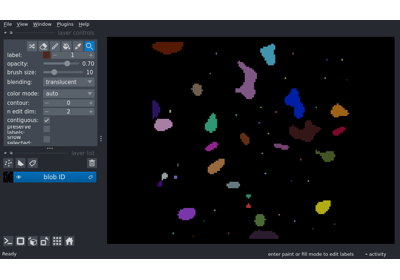 File View Window Plugins Help
layer controls
label: 1
opacity: 0.70
brush size: 10
blending: translucent
color mode: auto
contour: 0
n edit dim: 2
contiguous:
preserve labels:
show selected:
layer list
blob ID
Ready enter paint or fill mode to edit labels activity